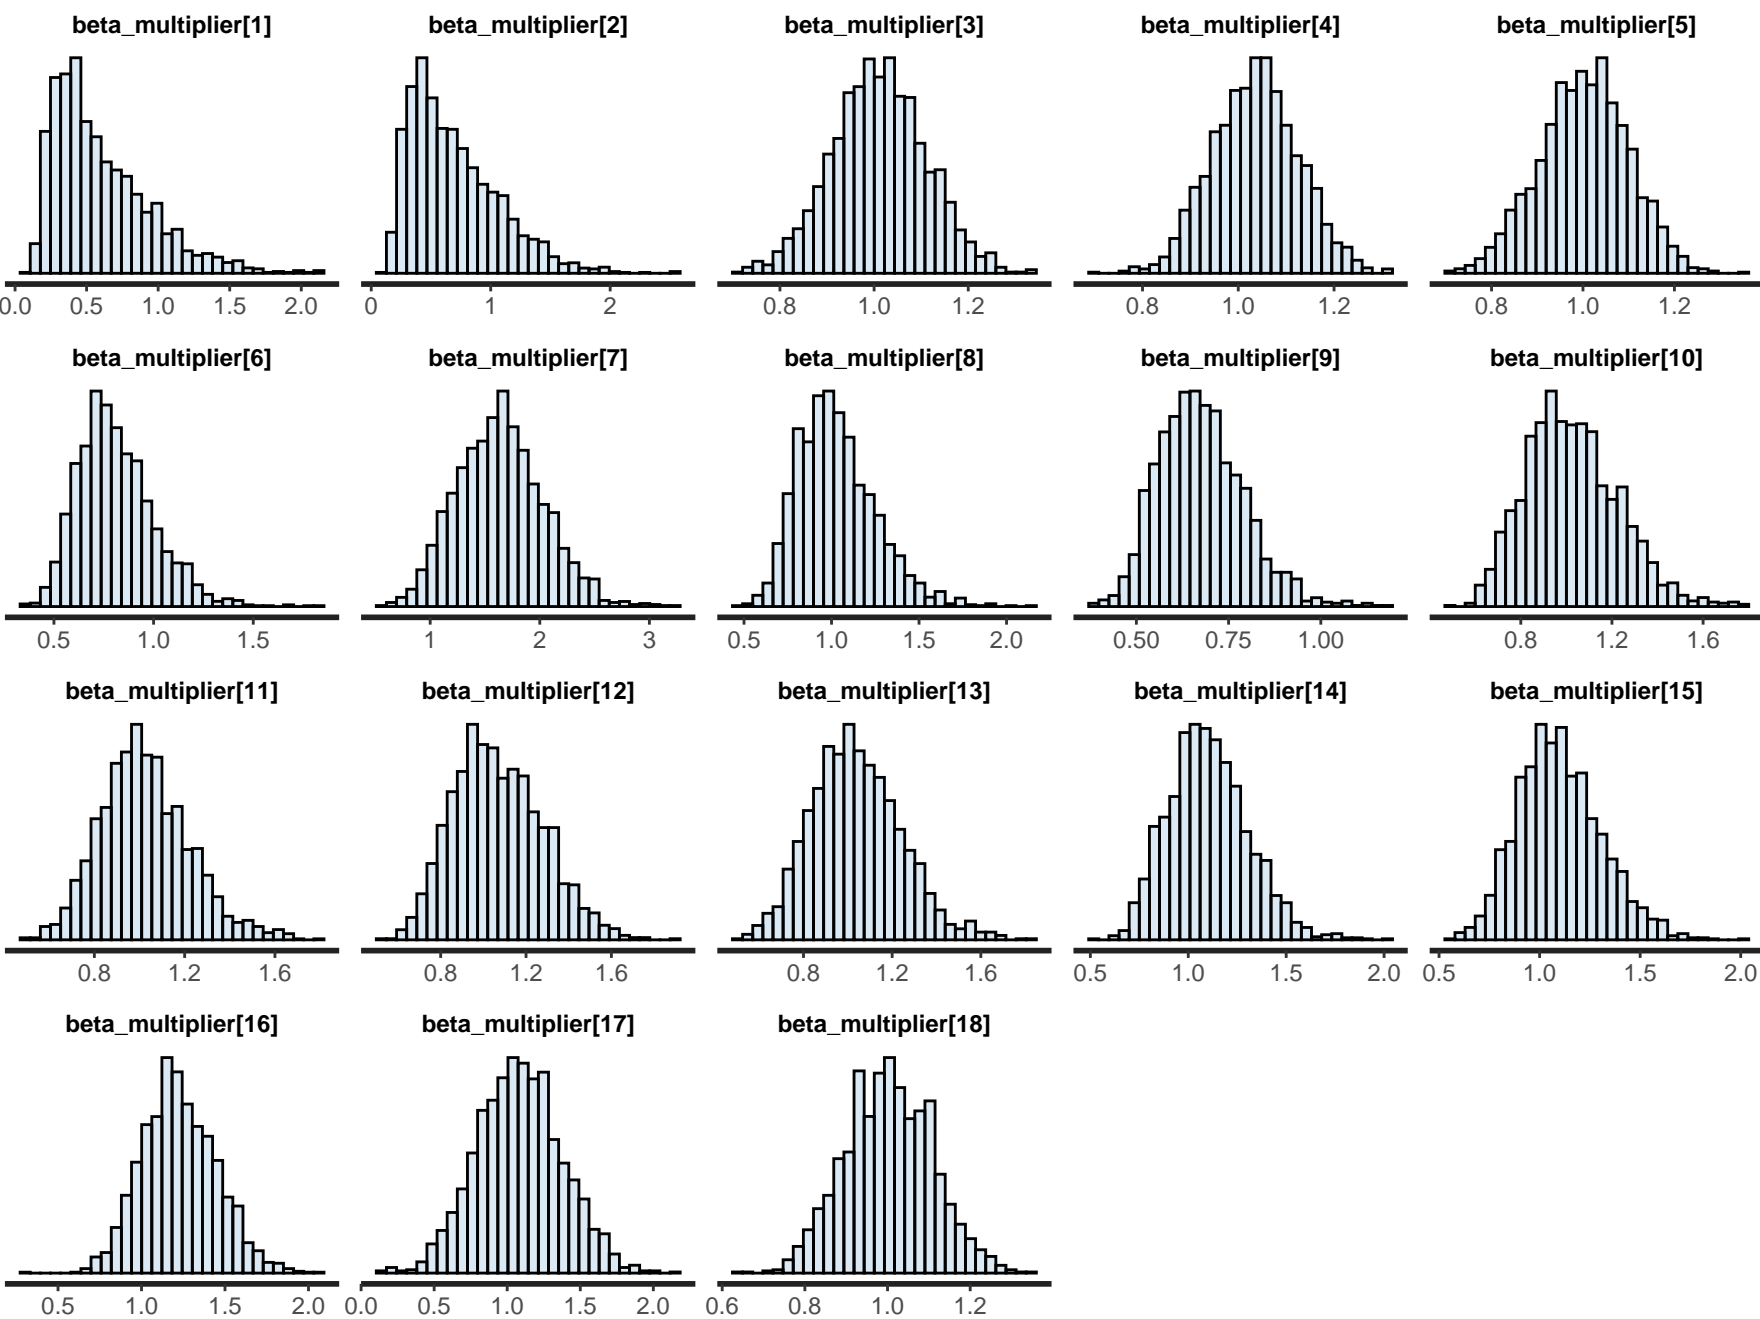 beta_multiplier[1] beta_multiplier[2] beta_multiplier[3] beta_multiplier[4] beta_multiplier[5]
0.0 0.5 1.0 1.5 2.0 0 1 2 0.8 1.0 1.2 0.8 1.0 1.2 0.8 1.0 1.2
beta_multiplier[6] beta_multiplier[7] beta_multiplier[8] beta_multiplier[9] beta_multiplier[10]
0.5 1.0 1.5 1 2 3 0.5 1.0 1.5 2.0 0.50 0.75 1.00 0.8 1.2 1.6
beta_multiplier[11] beta_multiplier[12] beta_multiplier[13] beta_multiplier[14] beta_multiplier[15]
0.8 1.2 1.6 0.8 1.2 1.6 0.8 1.2 1.6 0.5 1.0 1.5 2.0 0.5 1.0 1.5 2.0
beta_multiplier[16] beta_multiplier[17] beta_multiplier[18]
0.5 1.0 1.5 2.0 0.0 0.5 1.0 1.5 2.0 0.6 0.8 1.0 1.2